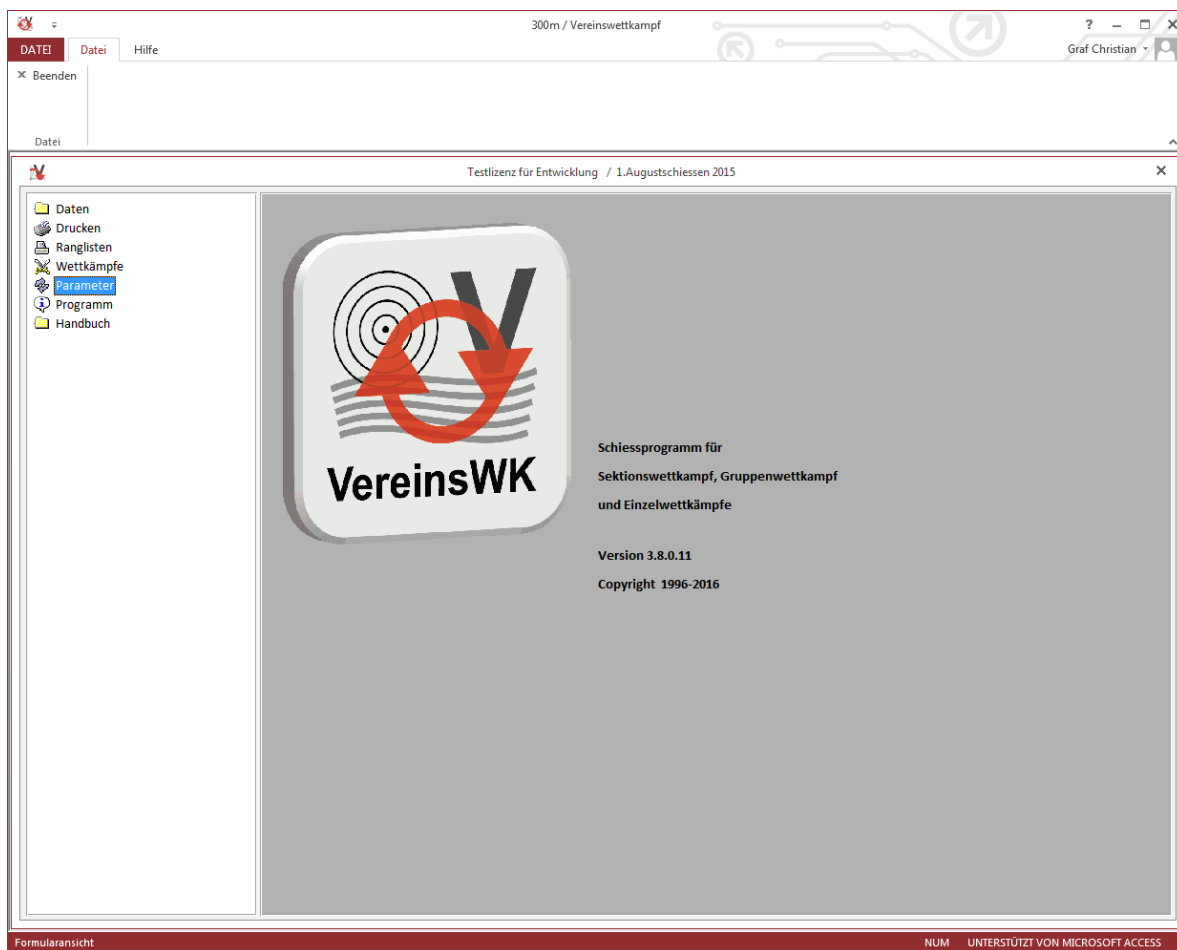 300m / Vereinswettkampf
DATEI Datei Hilfe Graf Christian
Beenden
Datei
Testlizenz für Entwicklung / 1.Augustschiessen 2015
Daten
Drucken
Ranglisten
Wettkämpfe
Parameter
Programm
Handbuch
V
VereinsWK
Schiessprogramm für
Sektionswettkampf, Gruppenwettkampf
und Einzelwettkämpfe
Version 3.8.0.11
Copyright 1996-2016
Formularansicht NUM UNTERSTÜTZT VON MICROSOFT ACCESS